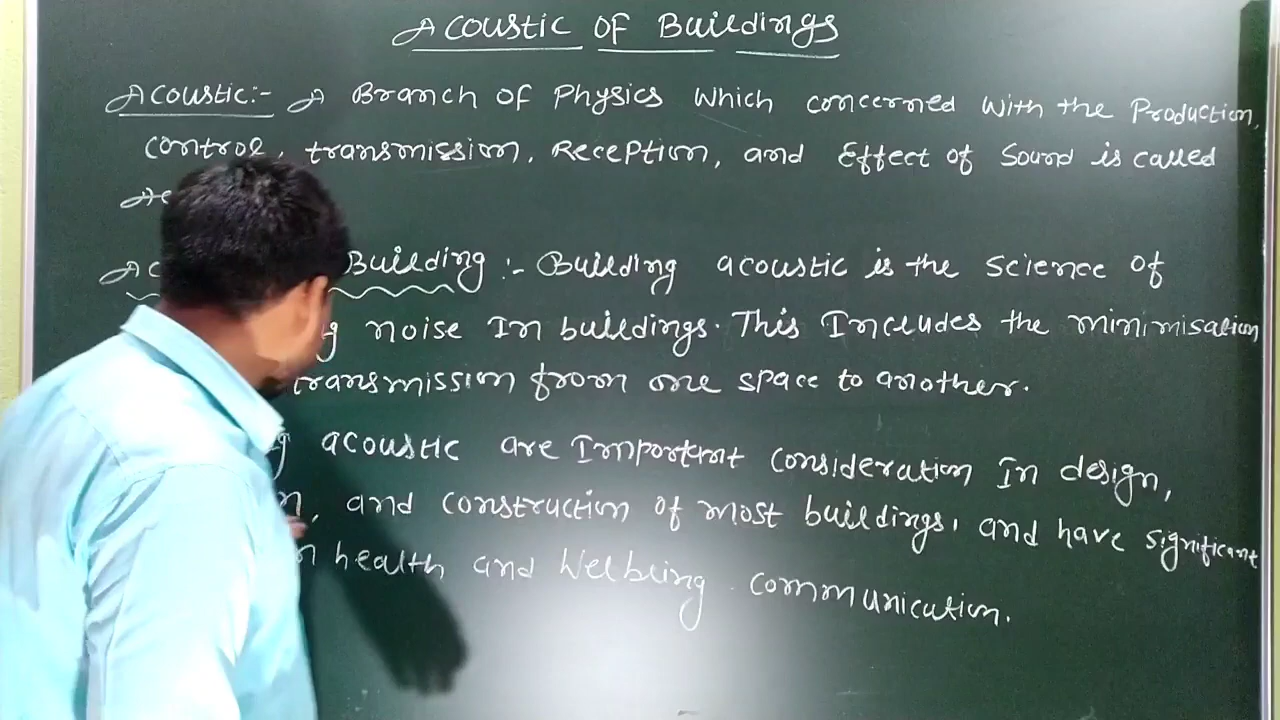 Acoustic OF Buildings
Acoustic:- A Branch OF Physics Which concerned With the Production,
control, transmission, Reception, and Effect of Sound is called
Building :- Building acoustic is the science of
noise In buildings. This Includes the minimisation
transmission from one space to another.
acoustic are Important consideration In design,
and construction of most buildings, and have significant
health and Welbeing . communication.